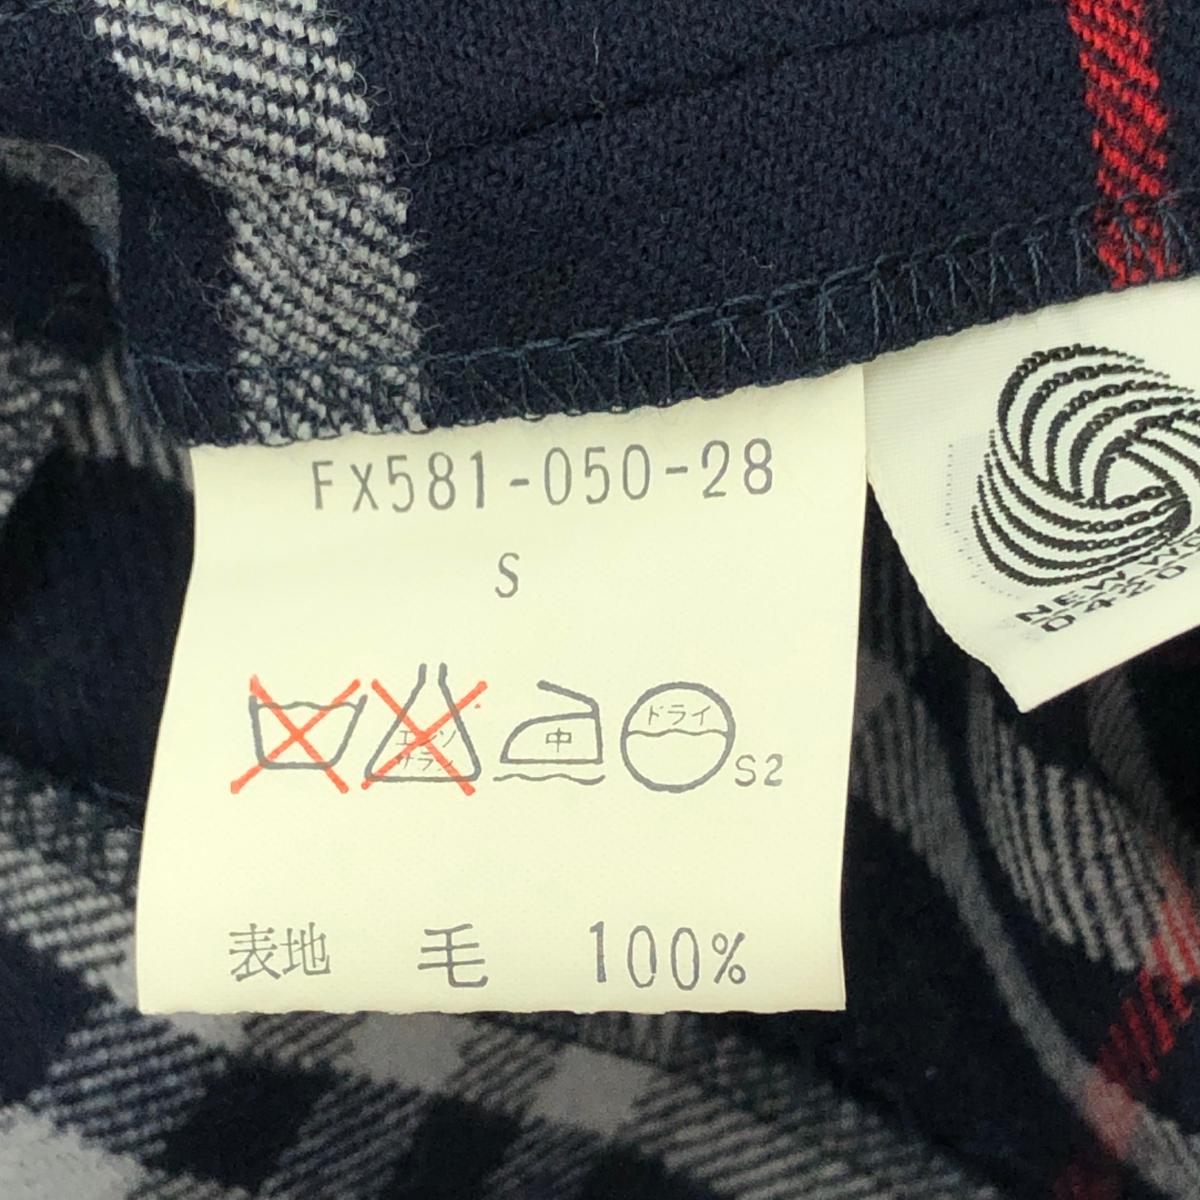 FX581-050-28
S
エンソ
サラシ
中
ドライ
S2
表地 毛 100%
NEW WO